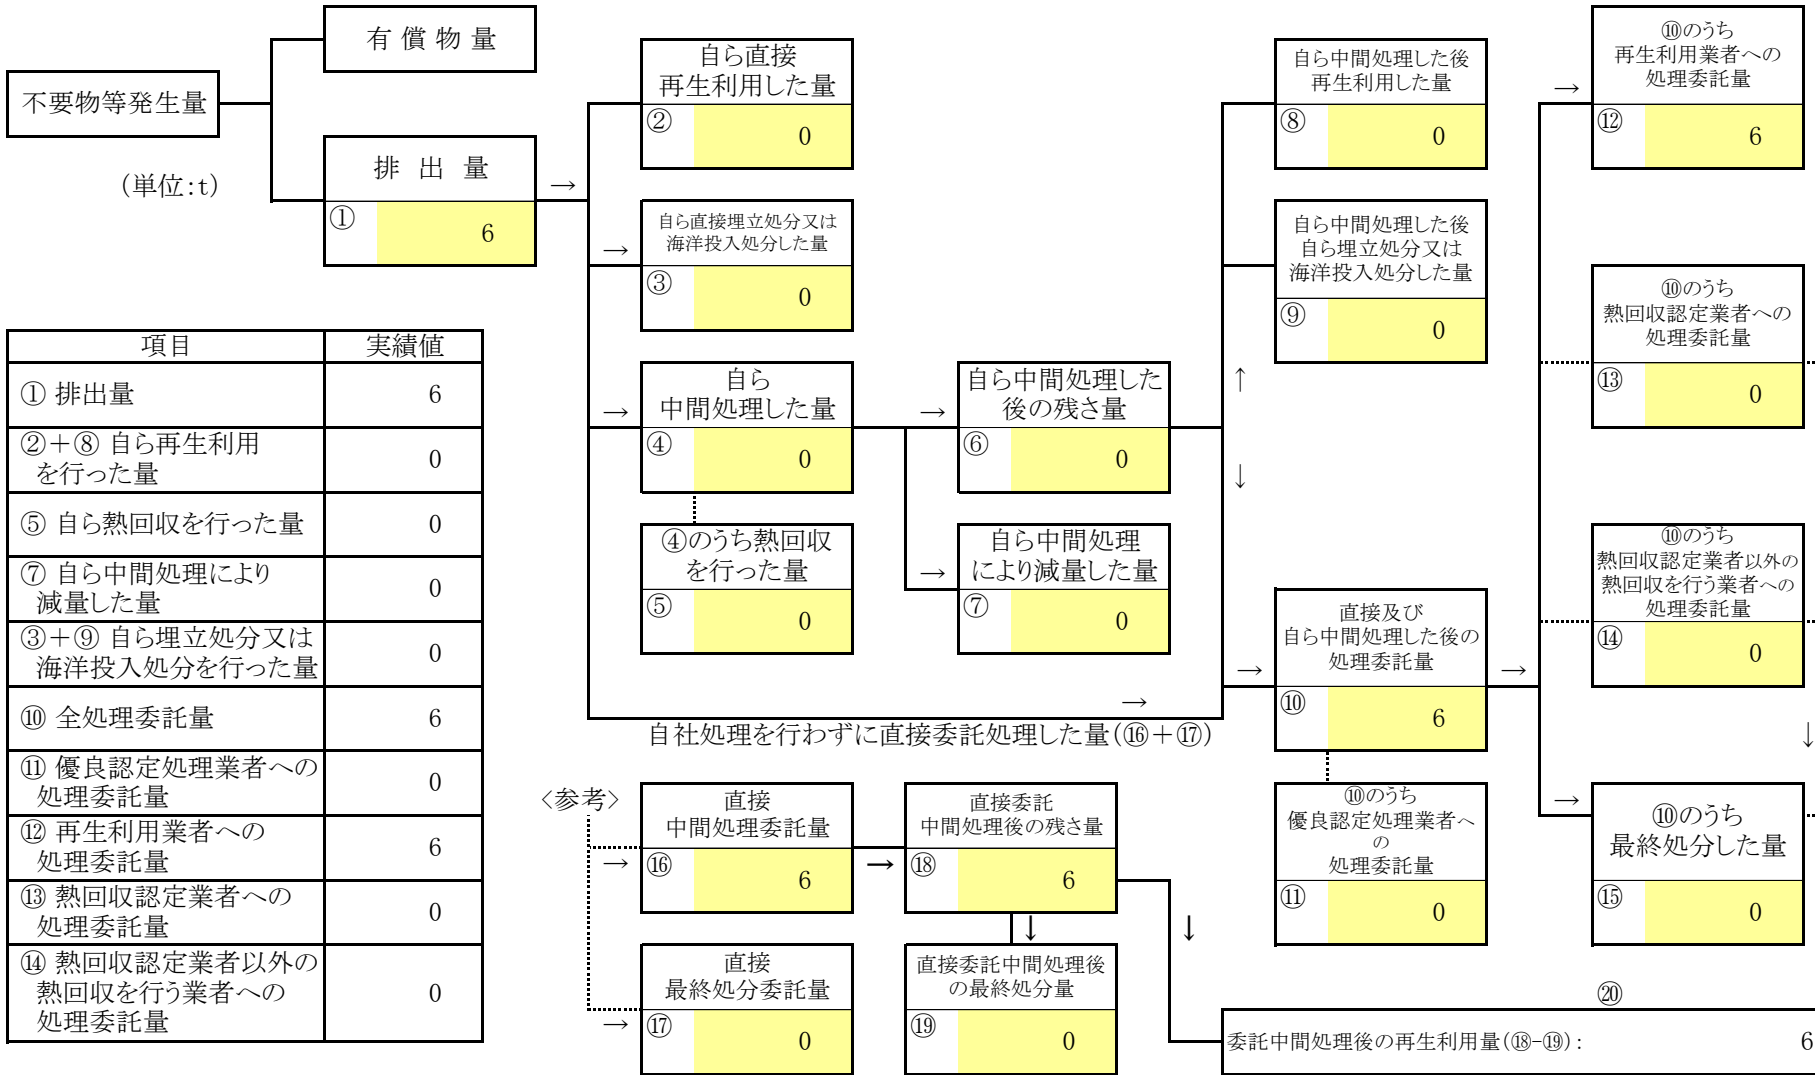 不要物等発生量
(単位:t)
有 償 物 量
排 出 量
①
6
→
自ら直接
再生利用した量
②
0
→
自ら直接埋立処分又は
海洋投入処分した量
③
0
→
自ら
中間処理した量
④
0
④のうち熱回収
を行った量
⑤
0
→
自ら中間処理した
後の残さ量
⑥
0
→
自ら中間処理
により減量した量
⑦
0
自ら中間処理した後
再生利用した量
⑧
0
自ら中間処理した後
自ら埋立処分又は
海洋投入処分した量
⑨
0
↑
↓
→
自社処理を行わずに直接委託処理した量(⑯+⑰)
→
直接及び
自ら中間処理した後の
処理委託量
⑩
6
⑩のうち
優良認定処理業者へ
の
処理委託量
⑪
0
→
→
⑩のうち
再生利用業者への
処理委託量
⑫
6
⑩のうち
熱回収認定業者への
処理委託量
⑬
0
⑩のうち
熱回収認定業者以外の
熱回収を行う業者への
処理委託量
⑭
0
↓
→
⑩のうち
最終処分した量
⑮
0
項目 実績値
① 排出量 6
②+⑧ 自ら再生利用
を行った量 0
⑤ 自ら熱回収を行った量 0
⑦ 自ら中間処理により
減量した量 0
③+⑨ 自ら埋立処分又は
海洋投入処分を行った量 0
⑩ 全処理委託量 6
⑪ 優良認定処理業者への
処理委託量 0
⑫ 再生利用業者への
処理委託量 6
⑬ 熱回収認定業者への
処理委託量 0
⑭ 熱回収認定業者以外の
熱回収を行う業者への
処理委託量 0
〈参考〉
→
直接
中間処理委託量
⑯
6
→
直接委託
中間処理後の残さ量
⑱
6
↓
↓
→
直接
最終処分委託量
⑰
0
直接委託中間処理後
の最終処分量
⑲
0
⑳
委託中間処理後の再生利用量(⑱-⑲): 6